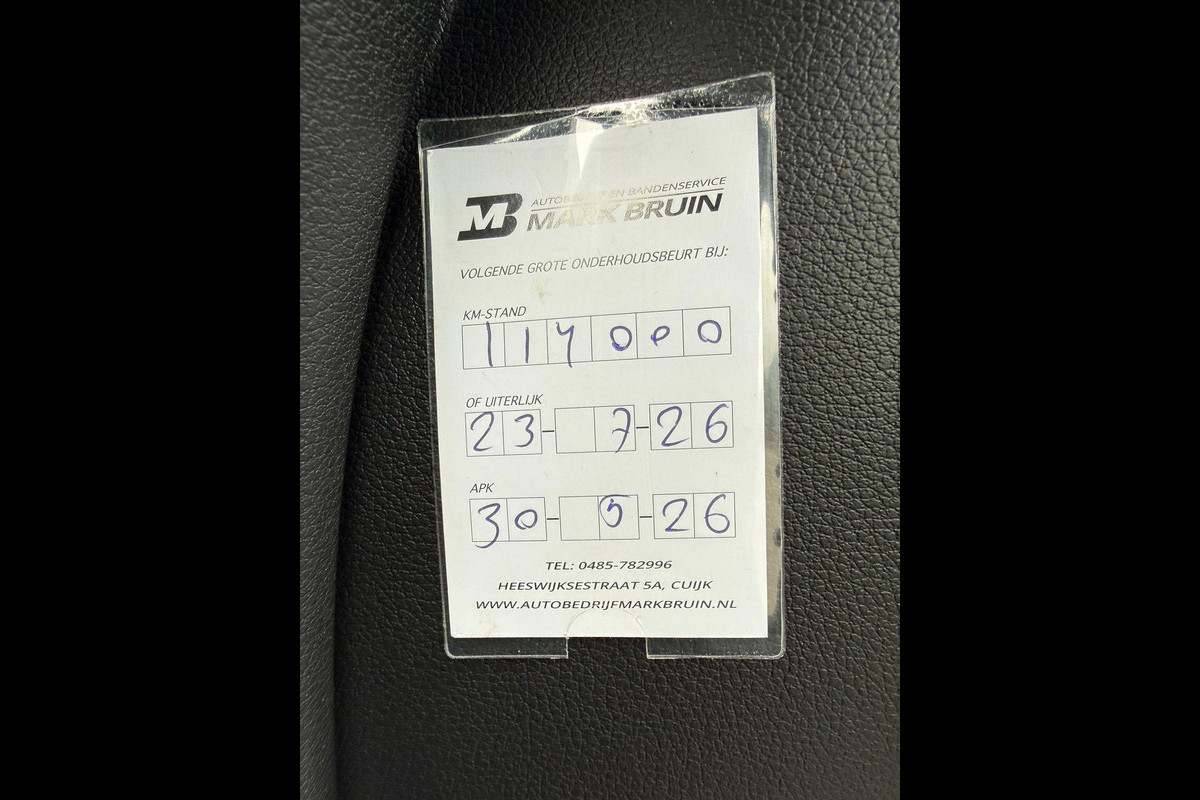 MB
AUTOBEDRIJF EN BANDENSERVICE
MARK BRUIN
VOLGENDE GROTE ONDERHOUDSBEURT BIJ:
KM-STAND
117000
OF UITERLIJK
23-7-26
APK
30-5-26
TEL: 0485-782996
HEESWIJKSESTRAAT 5A, CUIJK
WWW.AUTOBEDRIJFMARKBRUIN.NL